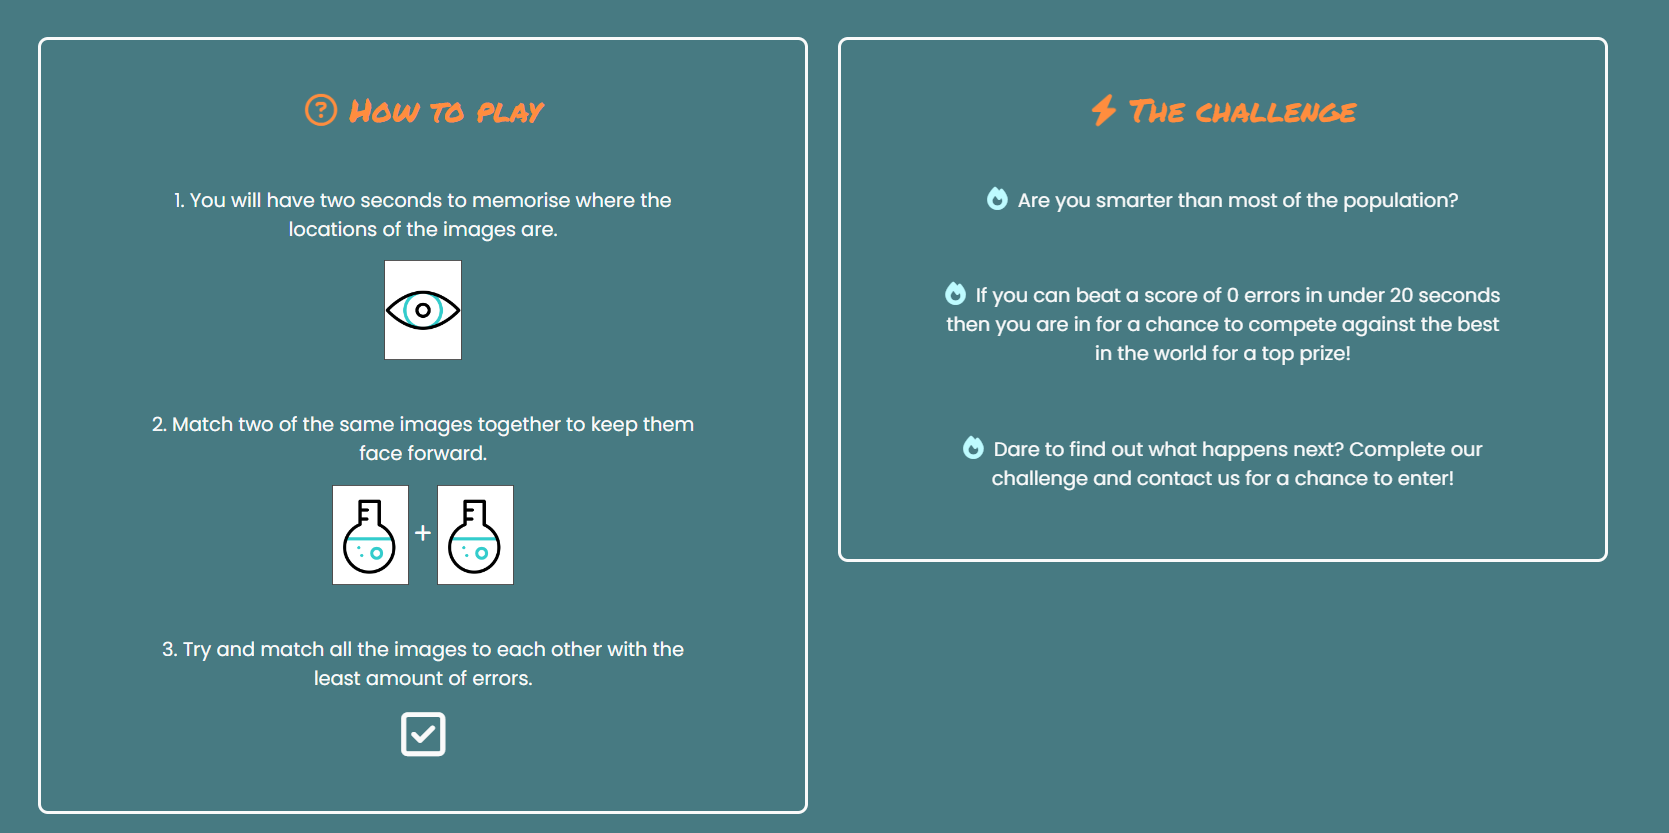 How to play
1. You will have two seconds to memorise where the
locations of the images are.
2. Match two of the same images together to keep them
face forward.
+
3. Try and match all the images to each other with the
least amount of errors.
The challenge
Are you smarter than most of the population?
If you can beat a score of 0 errors in under 20 seconds
then you are in for a chance to compete against the best
in the world for a top prize!
Dare to find out what happens next? Complete our
challenge and contact us for a chance to enter!